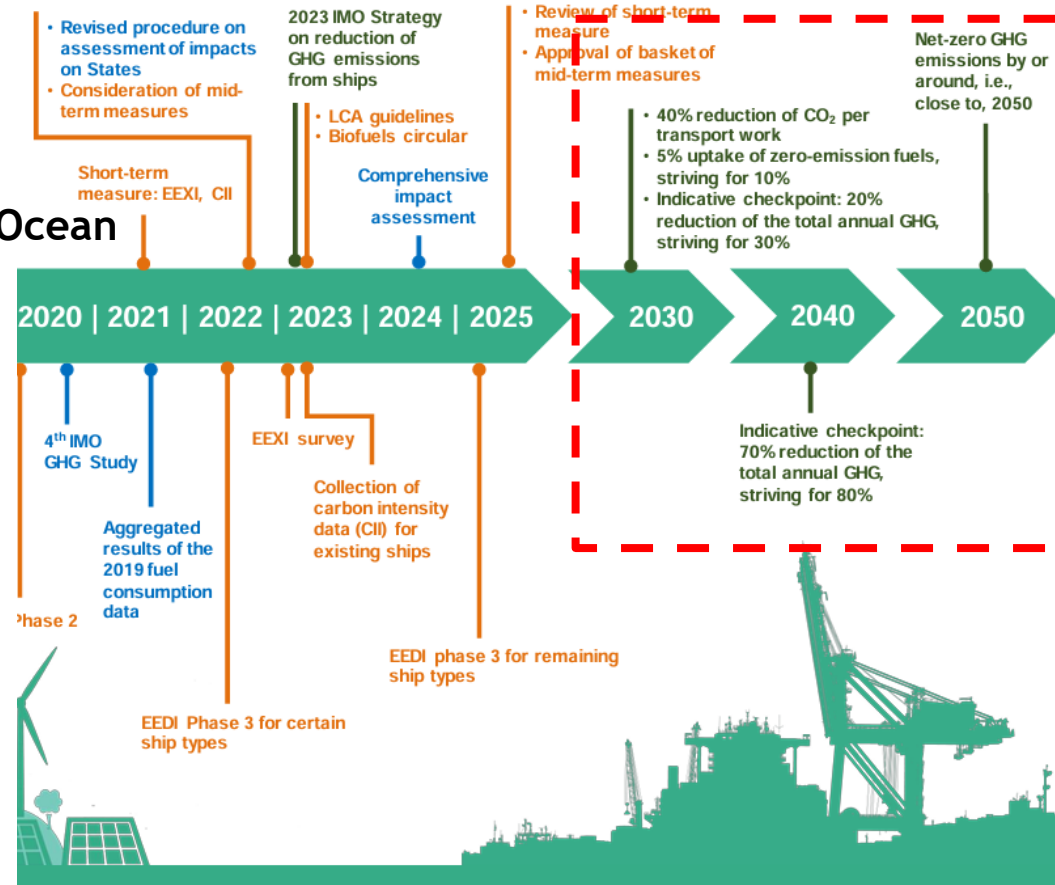 • Revised procedure on
assessment of impacts
on States
• Consideration of mid-
term measures
2023 IMO Strategy
on reduction of
GHG emissions
from ships
• Review of short-term
measure
• Approval of basket of
mid-term measures
Net-zero GHG
emissions by or
around, i.e.,
close to, 2050
• LCA guidelines
• Biofuels circular
• 40% reduction of CO₂ per
transport work
• 5% uptake of zero-emission fuels,
striving for 10%
• Indicative checkpoint: 20%
reduction of the total annual GHG,
striving for 30%
Short-term
measure: EEXI, CII
Comprehensive
impact
assessment
Ocean
2020 | 2021 | 2022 | 2023 | 2024 | 2025
2030
2040
2050
4th IMO
GHG Study
EEXI survey
Indicative checkpoint:
70% reduction of the
total annual GHG,
striving for 80%
Collection of
carbon intensity
data (CII) for
existing ships
Aggregated
results of the
2019 fuel
consumption
data
Phase 2
EEDI phase 3 for remaining
ship types
EEDI Phase 3 for certain
ship types